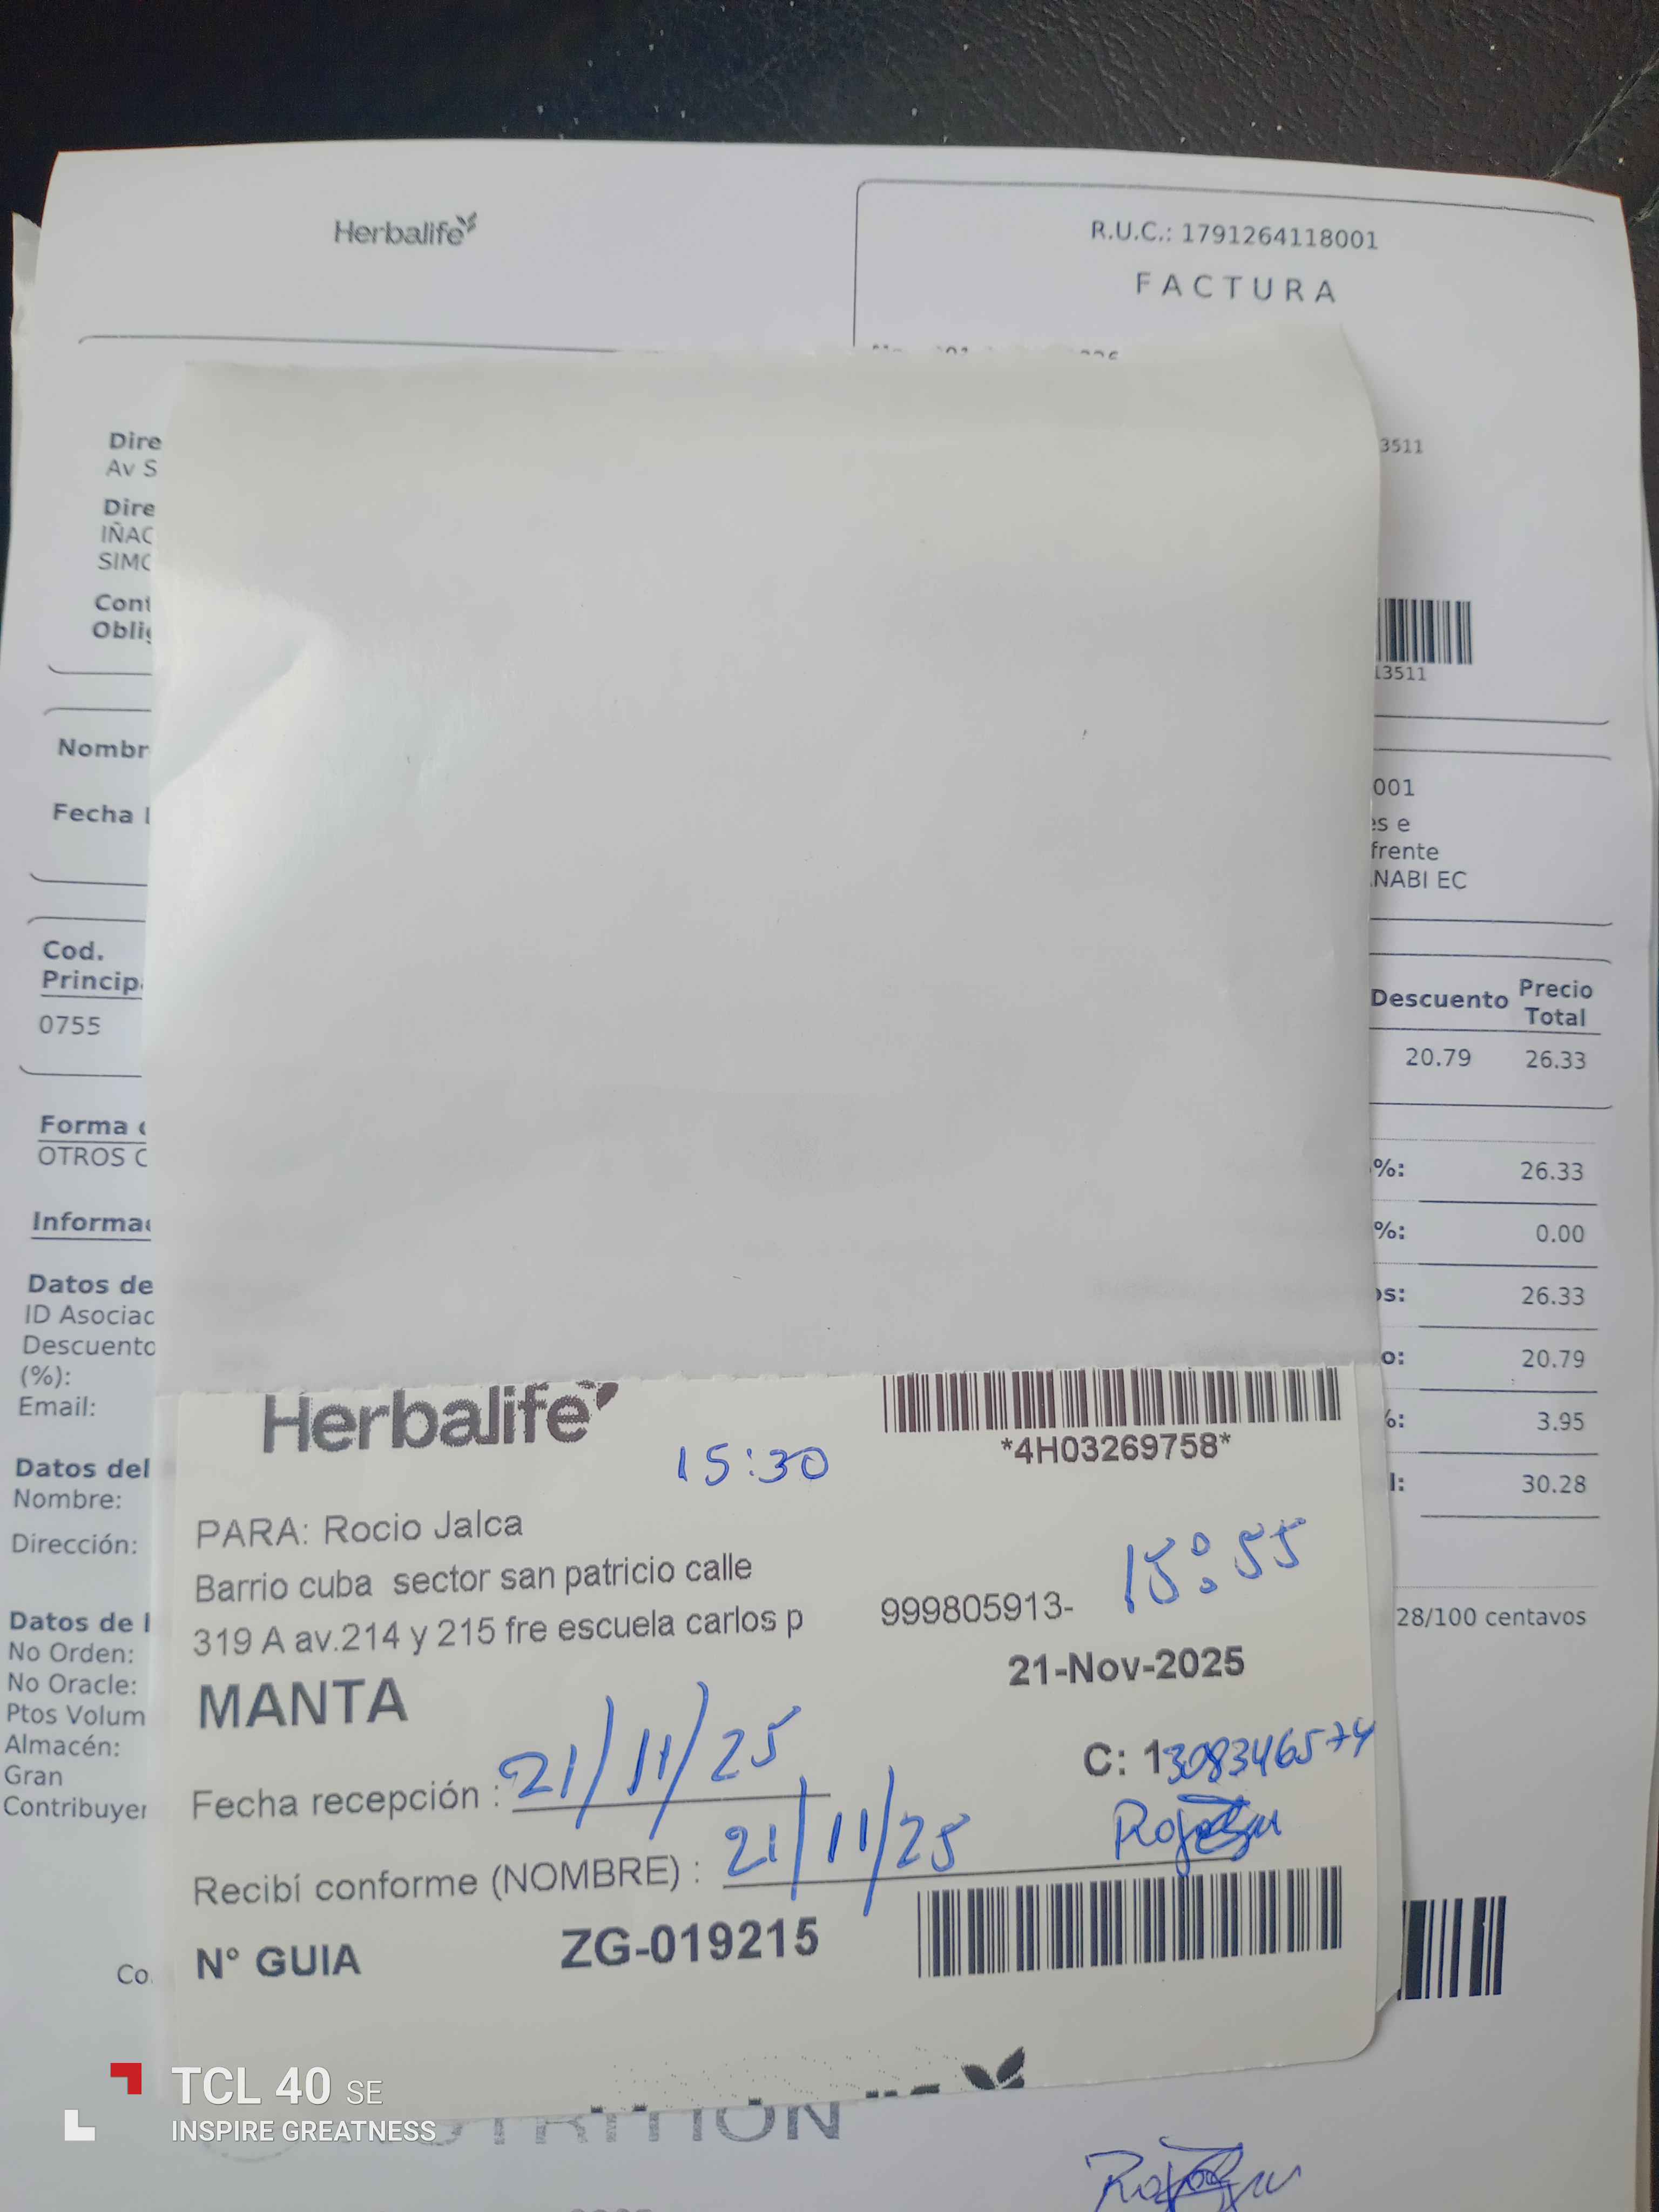 Herbalife
R.U.C.: 1791264118001
FACTURA
3511
Dire
Av S
Dire
IÑAC
SIMO
Cont
Oblig
13511
Nombr
001
Fecha
es e
frente
NABI EC
Cod.
Princip
Descuento Precio
Total
0755 20.79 26.33
Forma
OTROS C
%: 26.33
Informa
%: 0.00
Datos de
os: 26.33
ID Asociad
Descuento
(%):
o: 20.79
Email:
%: 3.95
Datos del
Nombre:
l: 30.28
Dirección:
Datos de
28/100 centavos
No Orden:
No Oracle:
Ptos Volum
Almacén:
Gran
Contribuyer
Herbalife
*4H03269758*
15:30
PARA: Rocio Jalca
15:55
Barrio cuba sector san patricio calle
319 A av.214 y 215 fre escuela carlos p
999805913-
21-Nov-2025
MANTA
C: 1308346574
Fecha recepción : 21/11/25
Recibí conforme (NOMBRE) : 21/11/25
N° GUIA ZG-019215
Co
TCL 40 SE
INSPIRE GREATNESS